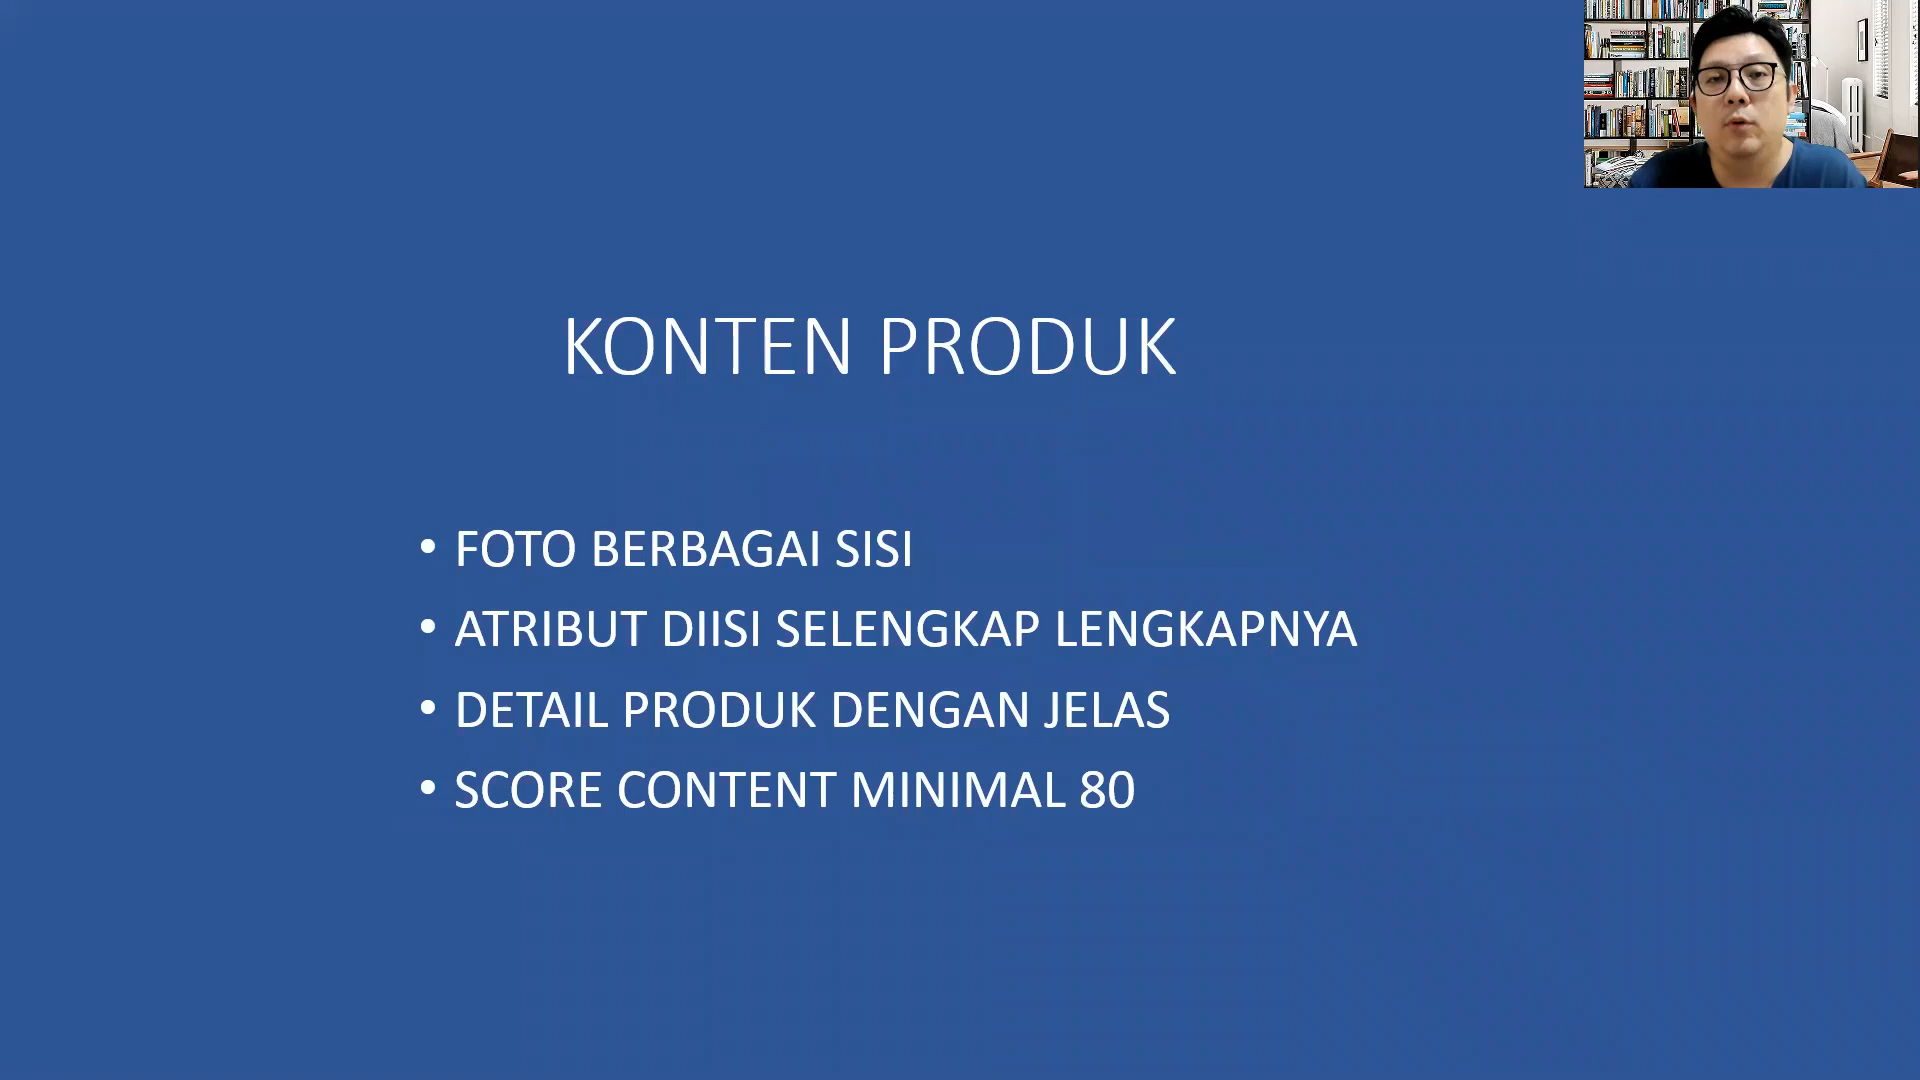 KONTEN PRODUK
• FOTO BERBAGAI SISI
• ATRIBUT DIISI SELENGKAP LENGKAPNYA
• DETAIL PRODUK DENGAN JELAS
• SCORE CONTENT MINIMAL 80